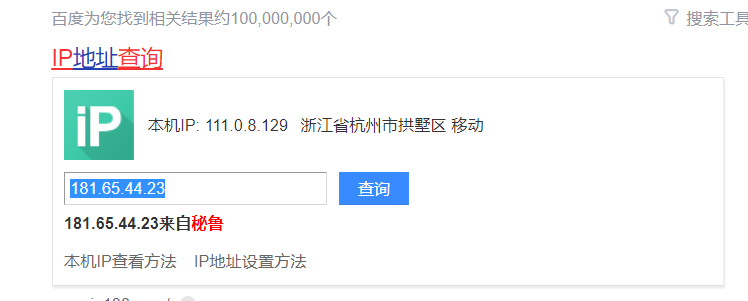 百度为您找到相关结果约100,000,000个 搜索工具
IP地址查询
iP 本机IP: 111.0.8.129 浙江省杭州市拱墅区 移动
181.65.44.23 查询
181.65.44.23来自秘鲁
本机IP查看方法 IP地址设置方法